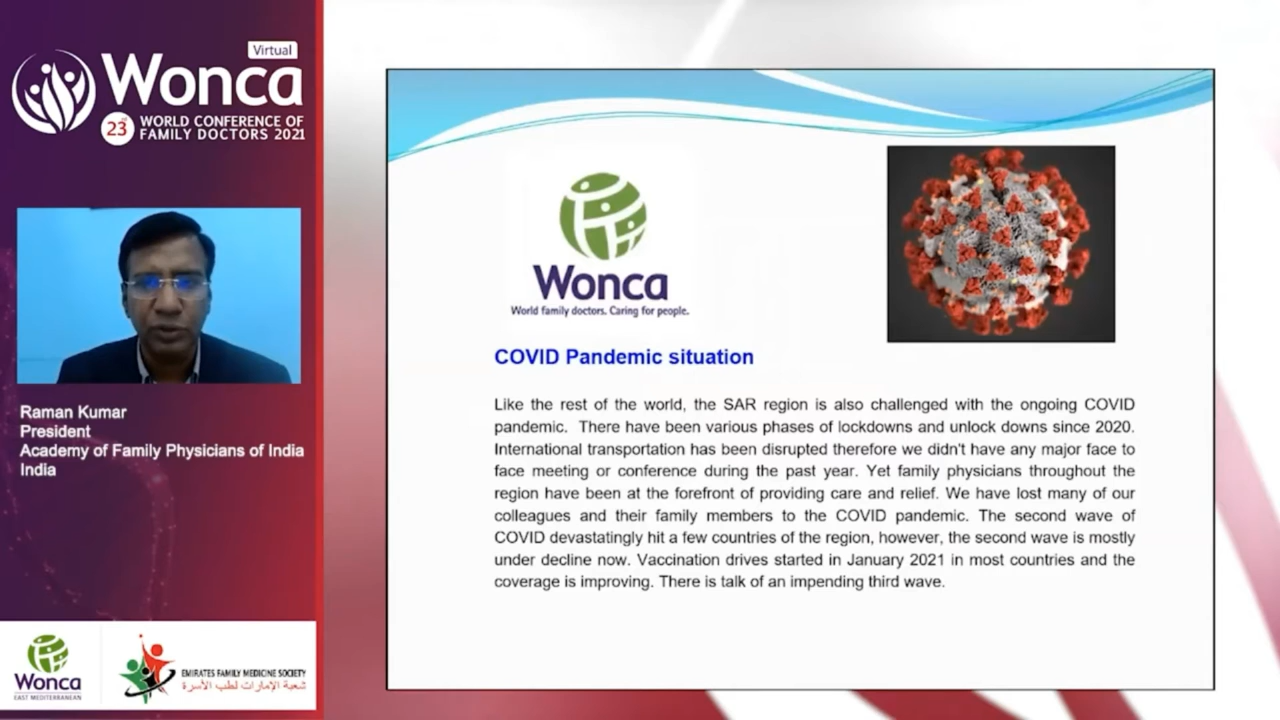 Virtual
Wonca
23rd WORLD CONFERENCE OF
FAMILY DOCTORS 2021
Raman Kumar
President
Academy of Family Physicians of India
India
Wonca
EAST MEDITERRANEAN
EMIRATES FAMILY MEDICINE SOCIETY
شعبة الإمارات لطب الأسرة
Wonca
World family doctors. Caring for people.
COVID Pandemic situation
Like the rest of the world, the SAR region is also challenged with the ongoing COVID
pandemic. There have been various phases of lockdowns and unlock downs since 2020.
International transportation has been disrupted therefore we didn't have any major face to
face meeting or conference during the past year. Yet family physicians throughout the
region have been at the forefront of providing care and relief. We have lost many of our
colleagues and their family members to the COVID pandemic. The second wave of
COVID devastatingly hit a few countries of the region, however, the second wave is mostly
under decline now. Vaccination drives started in January 2021 in most countries and the
coverage is improving. There is talk of an impending third wave.